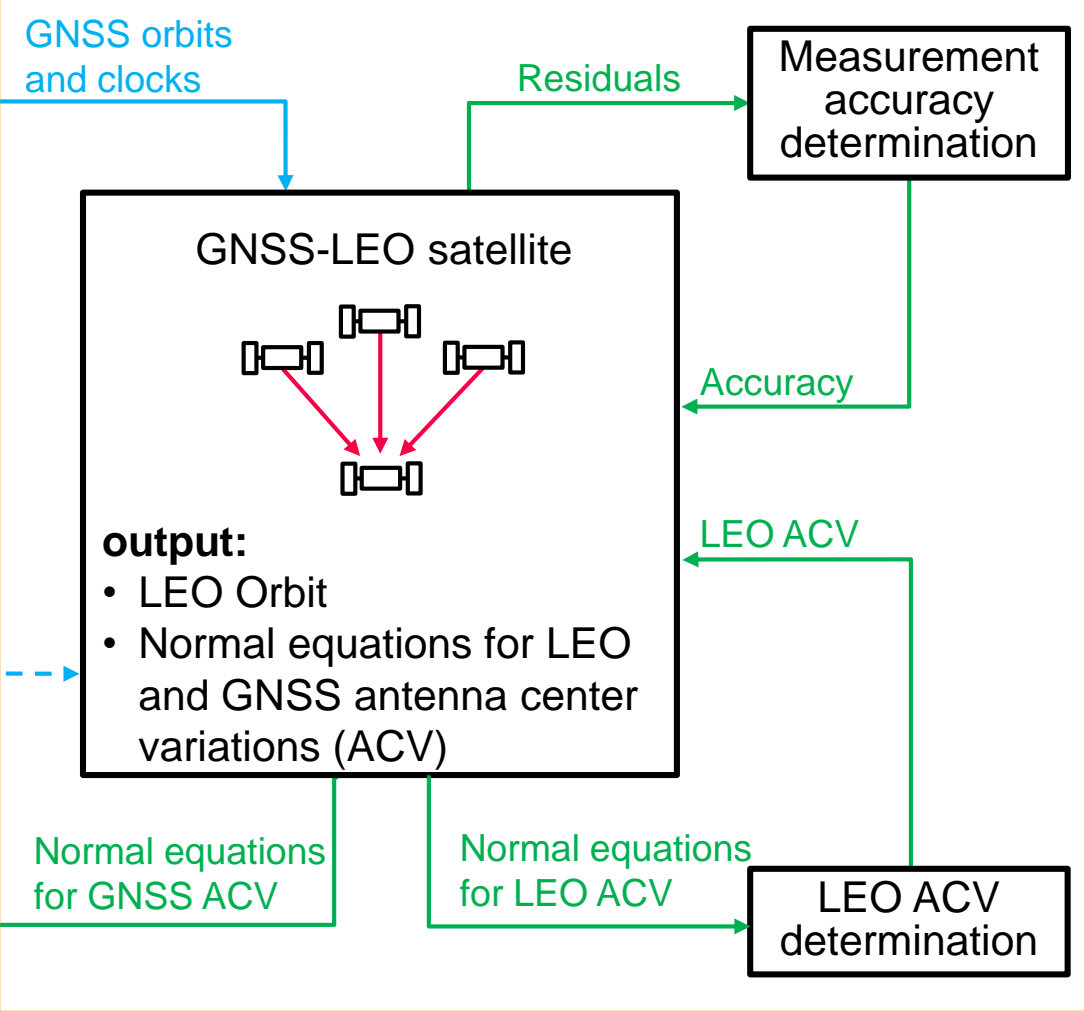 GNSS orbits
and clocks
Residuals
Measurement
accuracy
determination
GNSS-LEO satellite
Accuracy
LEO ACV
output:
• LEO Orbit
• Normal equations for LEO
and GNSS antenna center
variations (ACV)
Normal equations
for GNSS ACV
Normal equations
for LEO ACV
LEO ACV
determination